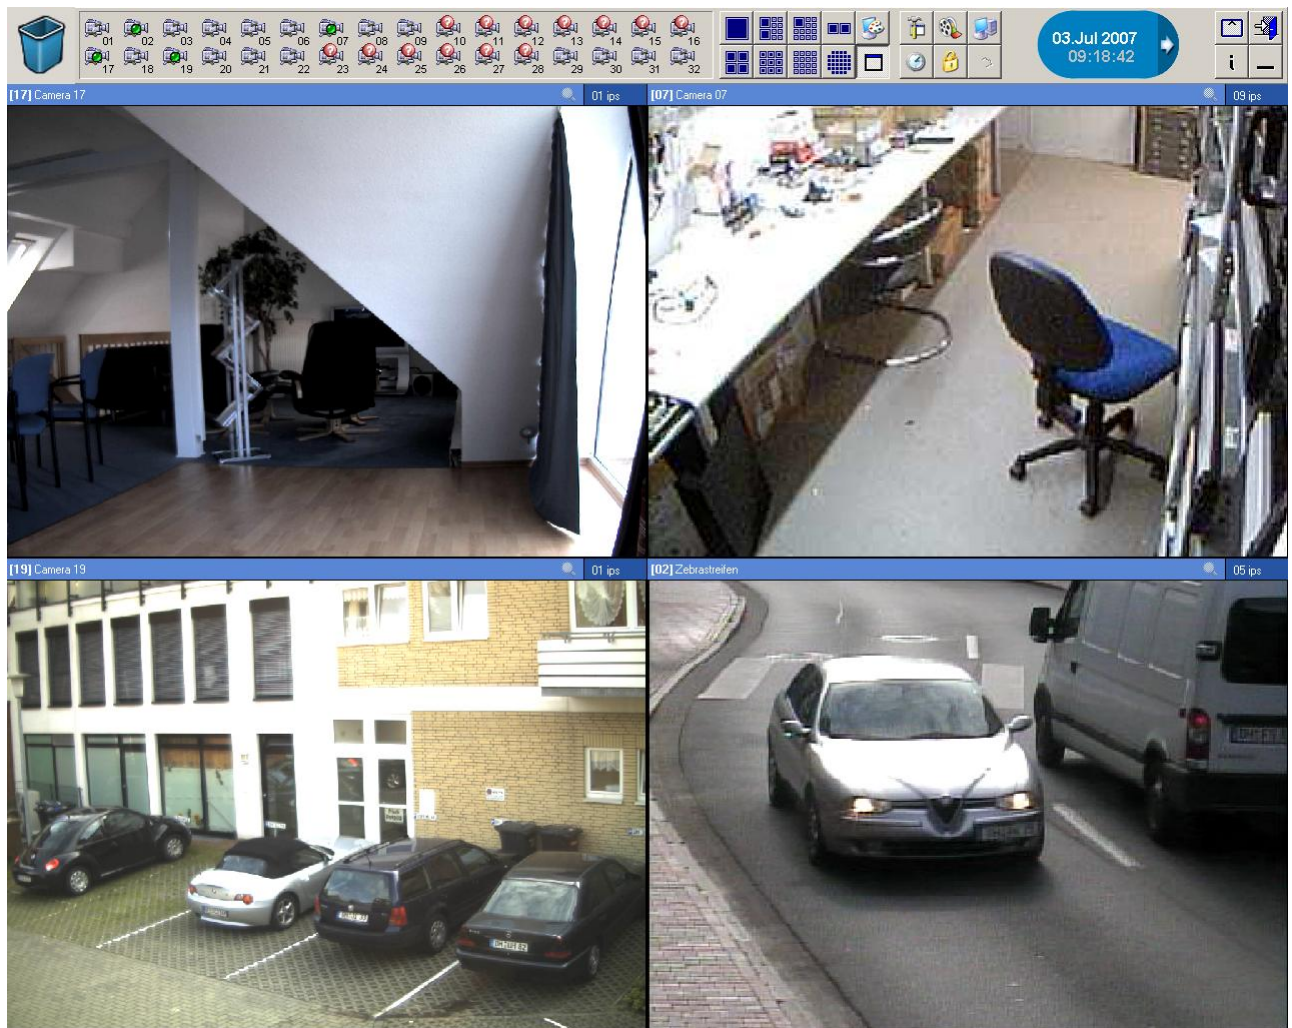 01 02 03 04 05 06 07 08 09 10 11 12 13 14 15 16
17 18 19 20 21 22 23 24 25 26 27 28 29 30 31 32
03.Jul 2007
09:18:42
i
[17] Camera 17
01 ips
[07] Camera 07
09 ips
[19] Camera 19
01 ips
[02] Zebrastreifen
05 ips